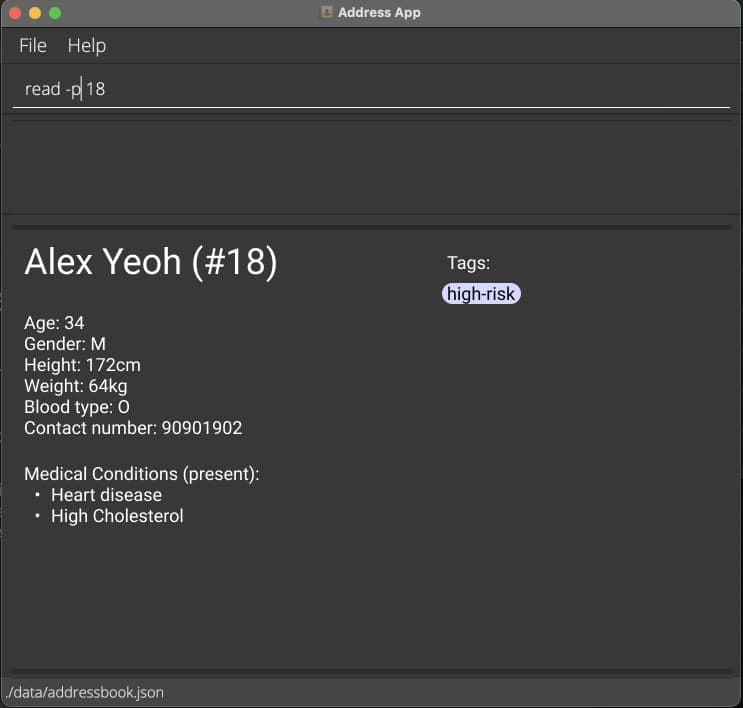 Address App
File Help
read -p 18
Alex Yeoh (#18)
Tags:
high-risk
Age: 34
Gender: M
Height: 172cm
Weight: 64kg
Blood type: O
Contact number: 90901902
Medical Conditions (present):
• Heart disease
• High Cholesterol
./data/addressbook.json